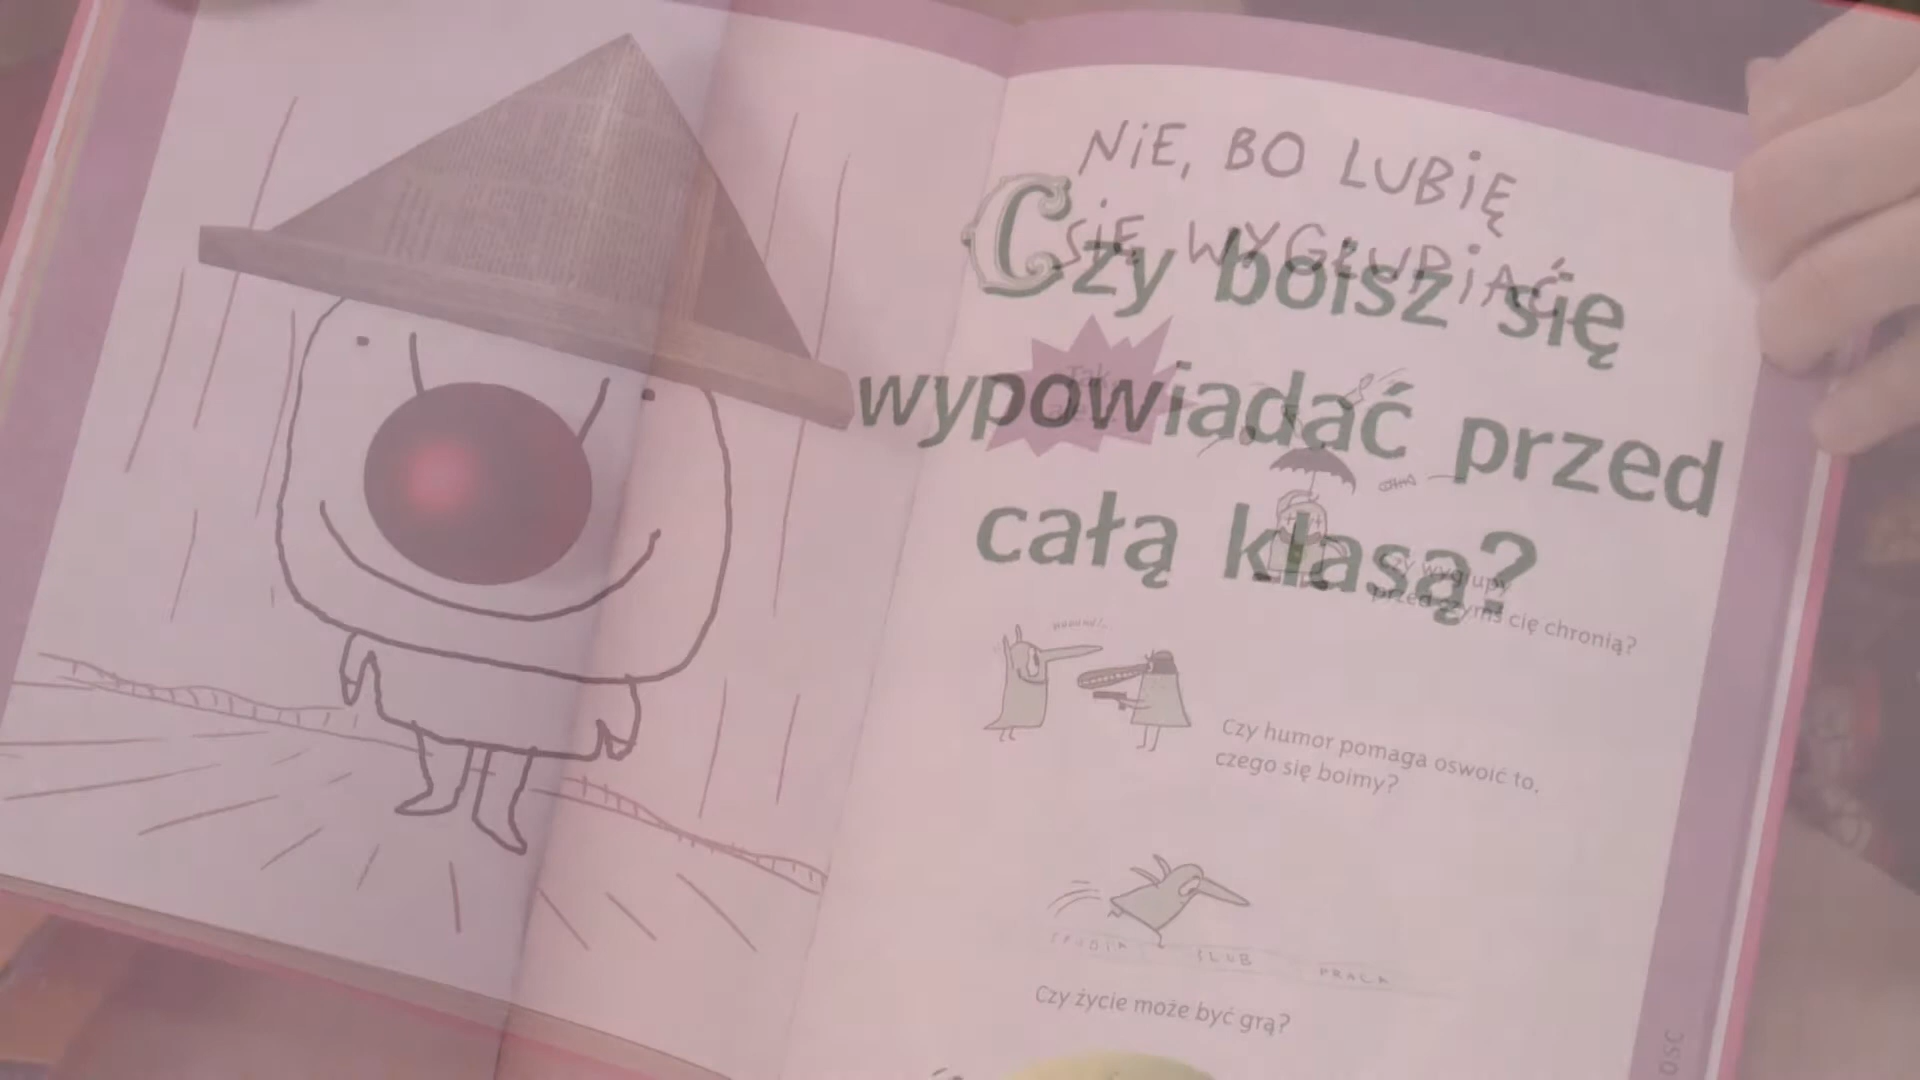 NiE, BO LUBiĘ
SiĘ WYGŁUPiAĆ
Czy boisz się
wypowiadać przed
całą klasą?
Tak,
Czy wygłupy
przed czymś cię chronią?
Czy humor pomaga oswoić to,
czego się boimy?
STUDIA ŚLUB PRACA
Czy życie może być grą?